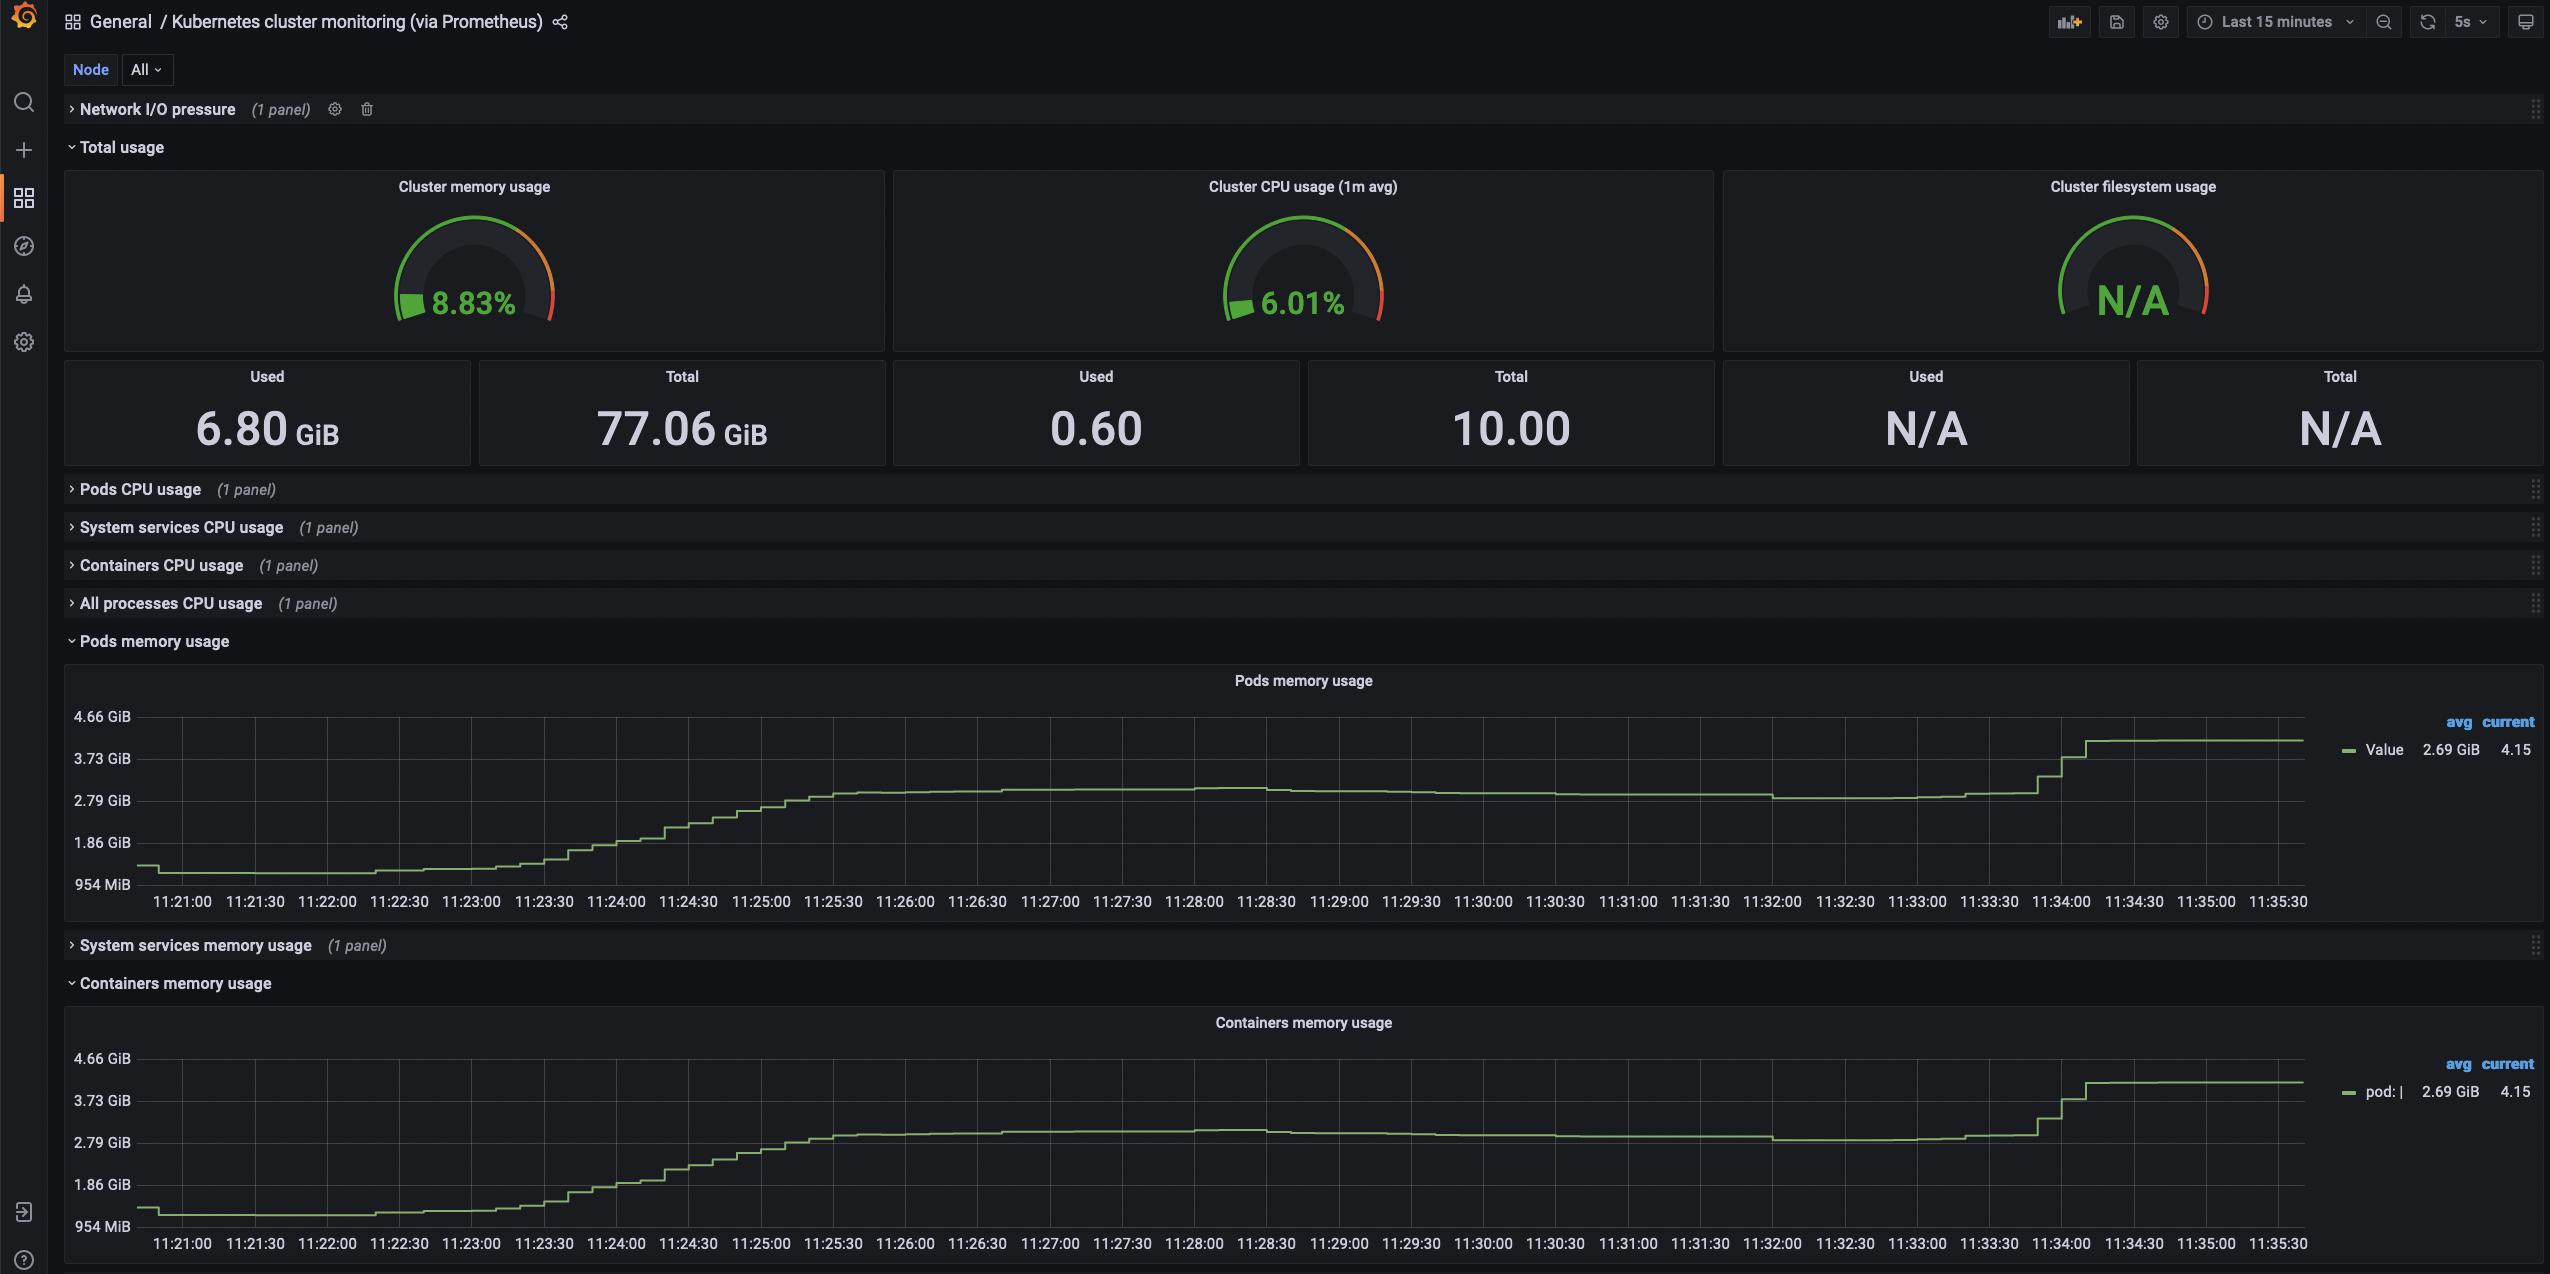 General / Kubernetes cluster monitoring (via Prometheus)
Last 15 minutes
5s
Node All
Network I/O pressure (1 panel)
Total usage
Cluster memory usage
8.83%
Cluster CPU usage (1m avg)
6.01%
Cluster filesystem usage
N/A
Used
6.80 GiB
Total
77.06 GiB
Used
0.60
Total
10.00
Used
N/A
Total
N/A
Pods CPU usage (1 panel)
System services CPU usage (1 panel)
Containers CPU usage (1 panel)
All processes CPU usage (1 panel)
Pods memory usage
Pods memory usage
4.66 GiB
3.73 GiB
2.79 GiB
1.86 GiB
954 MiB
11:21:00 11:21:30 11:22:00 11:22:30 11:23:00 11:23:30 11:24:00 11:24:30 11:25:00 11:25:30 11:26:00 11:26:30 11:27:00 11:27:30 11:28:00 11:28:30 11:29:00 11:29:30 11:30:00 11:30:30 11:31:00 11:31:30 11:32:00 11:32:30 11:33:00 11:33:30 11:34:00 11:34:30 11:35:00 11:35:30
avg current
Value 2.69 GiB 4.15
System services memory usage (1 panel)
Containers memory usage
Containers memory usage
4.66 GiB
3.73 GiB
2.79 GiB
1.86 GiB
954 MiB
11:21:00 11:21:30 11:22:00 11:22:30 11:23:00 11:23:30 11:24:00 11:24:30 11:25:00 11:25:30 11:26:00 11:26:30 11:27:00 11:27:30 11:28:00 11:28:30 11:29:00 11:29:30 11:30:00 11:30:30 11:31:00 11:31:30 11:32:00 11:32:30 11:33:00 11:33:30 11:34:00 11:34:30 11:35:00 11:35:30
avg current
pod: | 2.69 GiB 4.15